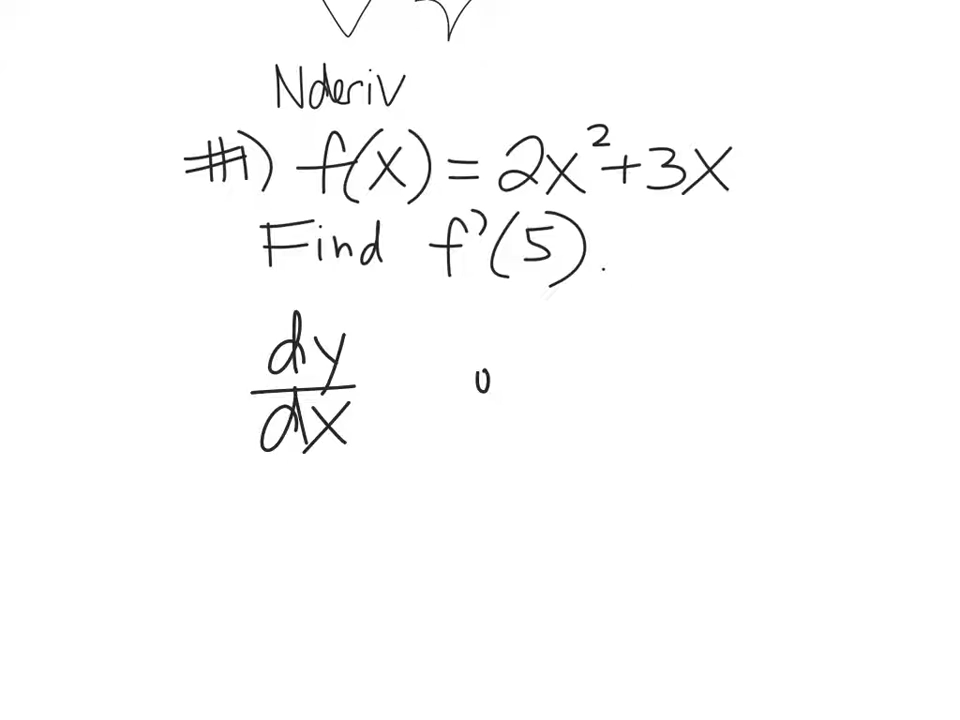 Nderiv
#1) f(x) = 2x²+3x
Find f'(5).
dy
dx